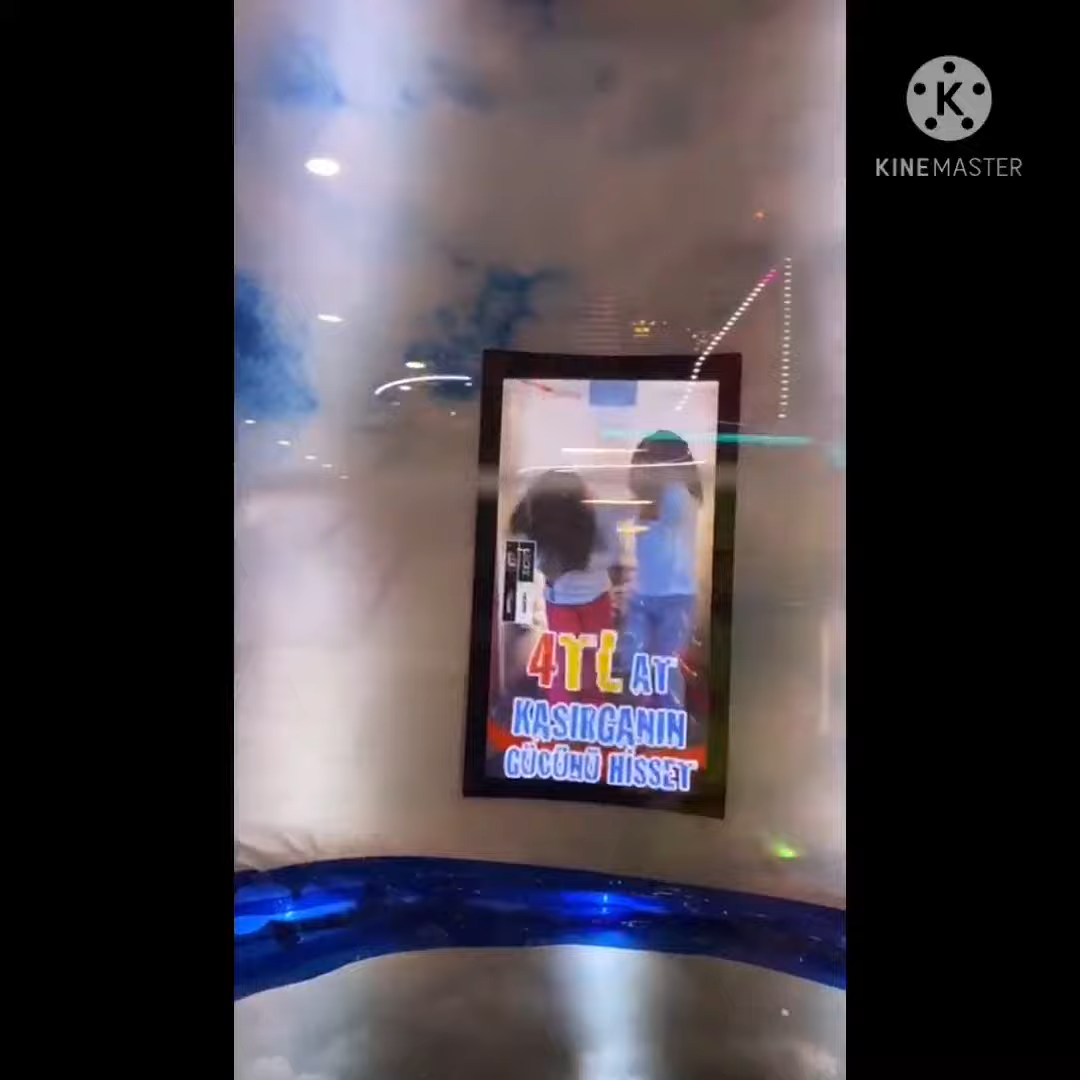 K
KINEMASTER
4TL AT
KASIRGANIN
GÜCÜNÜ HİSSET